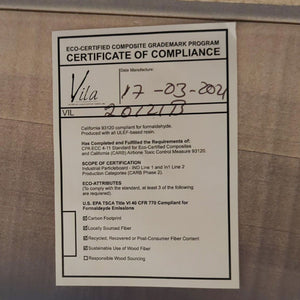 ECO-CERTIFIED COMPOSITE GRADEMARK PROGRAM
CERTIFICATE OF COMPLIANCE
Vila
Date Manufacture
17-03-202
VIL
California 93120 compliant for formaldehyde.
Produced with all ULEF-based resin.
Has Completed and Fulfilled the Requirements of:
CPA ECC 4-11 Standard for Eco-Certified Composites
and California (CARB) Airborne Toxic Control Measure 93120.
SCOPE OF CERTIFICATION
Industrial Particleboard - IND Line 1 and In1 Line 2
Production Categories (CARB Phase 2).
ECO-ATTRIBUTES
(To comply with the standard, at least 3 of the following
are required).
U.S. EPA TSCA Title VI 40 CFR 770 Compliant for
Formaldeyde Emissions
Carbon Footprint
Locally Sourced Fiber
Recycled, Recovered or Post-Consumer Fiber Content
Sustainable Use of Wood Fiber
Responsible Wood Sourcing